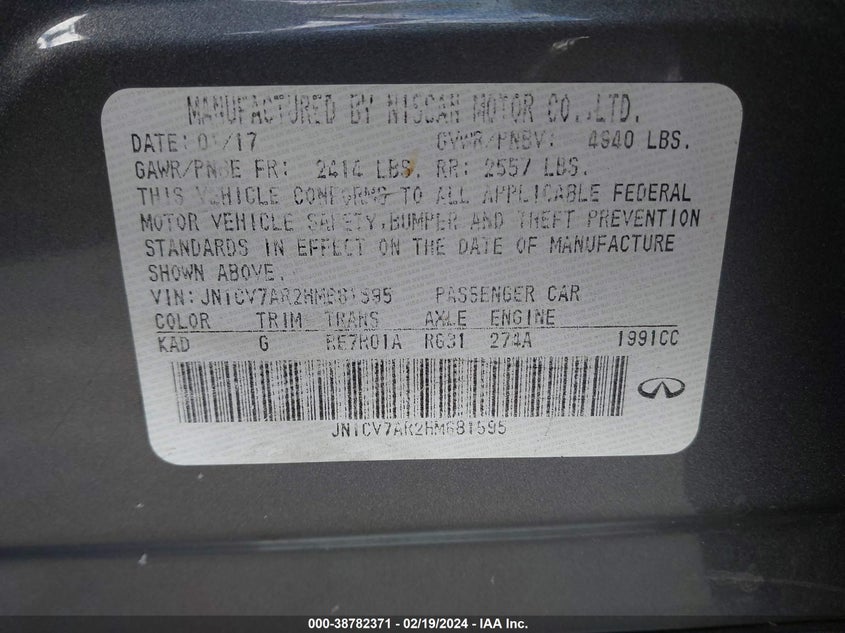 MANUFACTURED BY NISSAN MOTOR CO.,LTD.
DATE: /17 GVWR/PNBV: 4940 LBS.
GAWR/PNBE FR: 2414 LBS. RR: 2557 LBS.
THIS VEHICLE CONFORMS TO ALL APPLICABLE FEDERAL
MOTOR VEHICLE SAFETY,BUMPER AND THEFT PREVENTION
STANDARDS IN EFFECT ON THE DATE OF MANUFACTURE
SHOWN ABOVE.
VIN:JN1CV7AR2HM681595 PASSENGER CAR
COLOR TRIM TRANS AXLE ENGINE
KAD G RE7R01A RG31 274A 1991CC
JN1CV7AR2HM681595
000-38782371 - 02/19/2024 - IAA Inc.